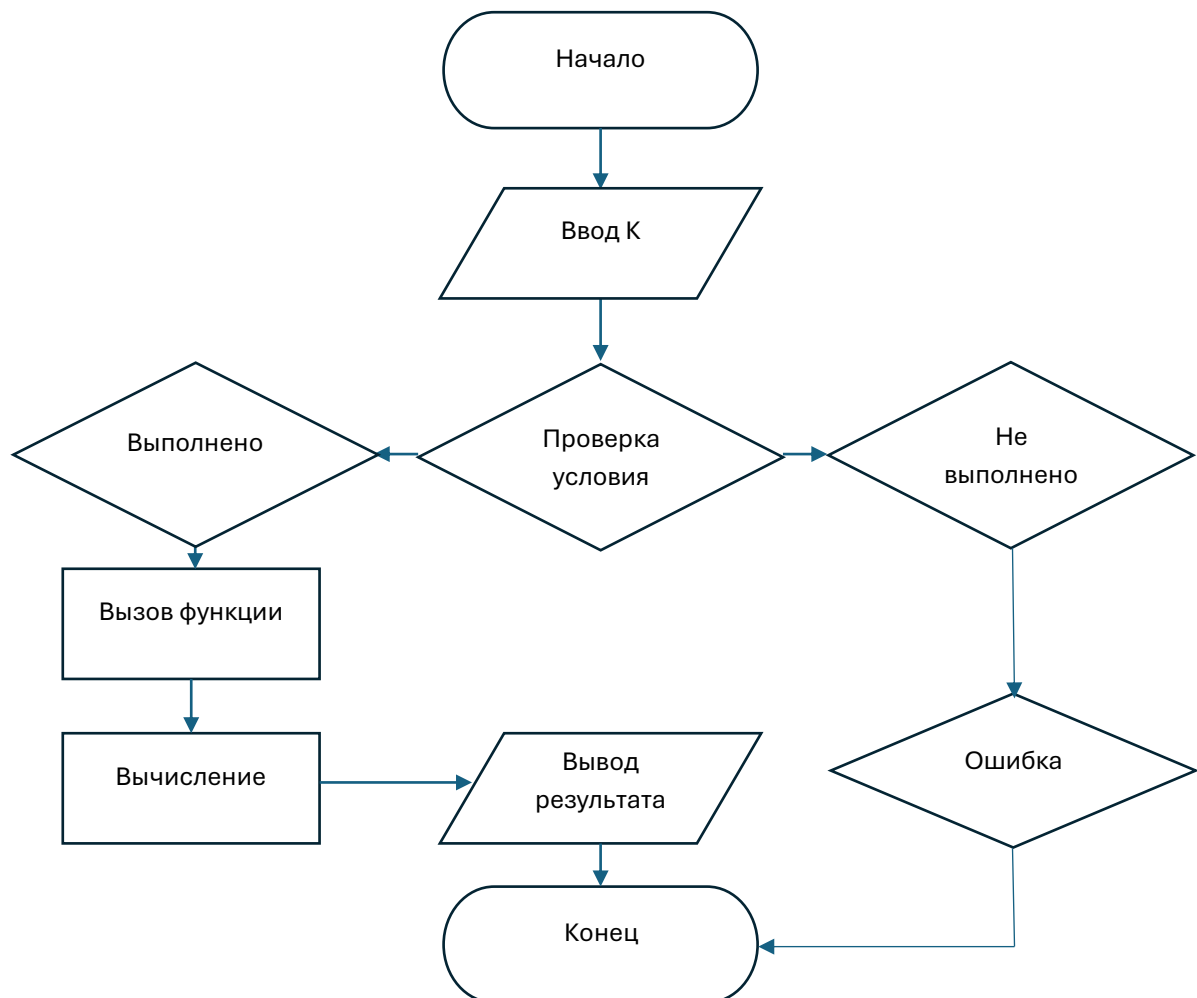 Начало
Ввод К
Выполнено
Проверка
условия
Не
выполнено
Вызов функции
Вычисление
Вывод
результата
Ошибка
Конец